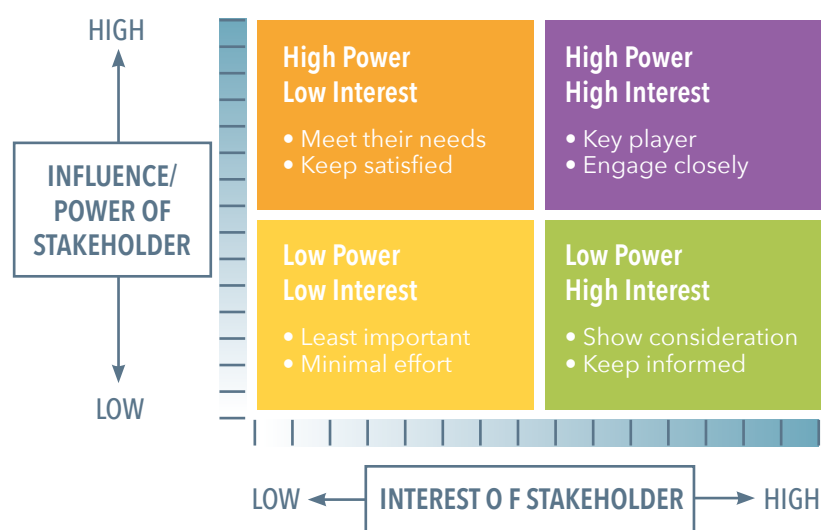 HIGH
INFLUENCE/
POWER OF
STAKEHOLDER
LOW
High Power
Low Interest
• Meet their needs
• Keep satisfied
High Power
High Interest
• Key player
• Engage closely
Low Power
Low Interest
• Least important
• Minimal effort
Low Power
High Interest
• Show consideration
• Keep informed
LOW
INTEREST O F STAKEHOLDER
HIGH